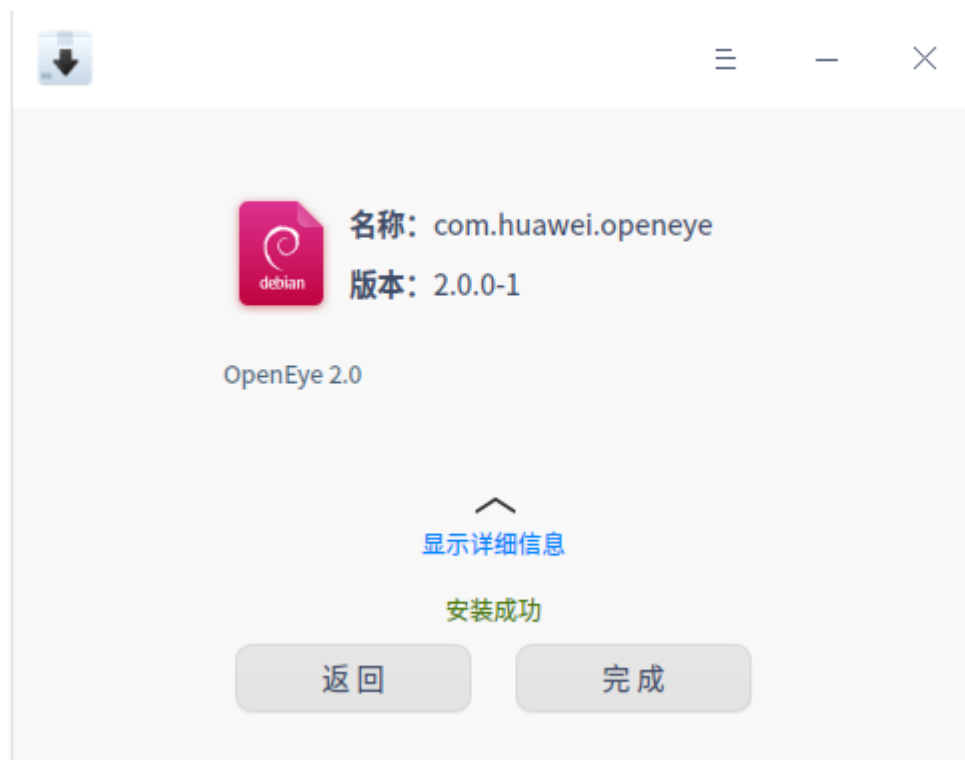 名称：com.huawei.openeye
debian
版本：2.0.0-1
OpenEye 2.0
显示详细信息
安装成功
返回 完成